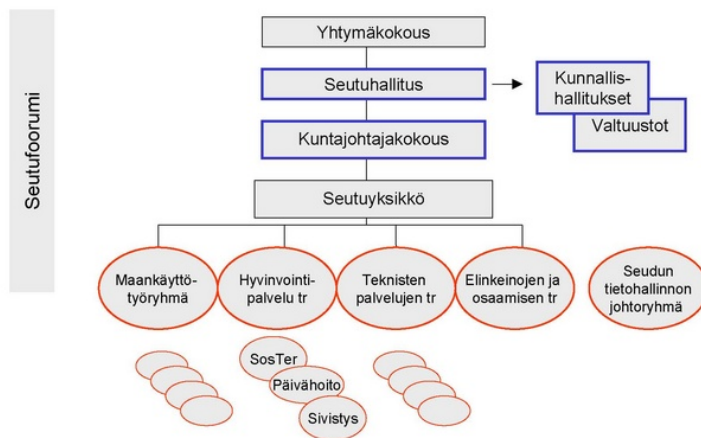 Seutufoorumi
Yhtymäkokous
Seutuhallitus
Kunnallis-
hallitukset
Valtuustot
Kuntajohtajakokous
Seutuyksikkö
Maankäyttö-
työryhmä
Hyvinvointi-
palvelu tr
Teknisten
palvelujen tr
Elinkeinojen ja
osaamisen tr
Seudun
tietohallinnon
johtoryhmä
SosTer
Päivähoito
Sivistys